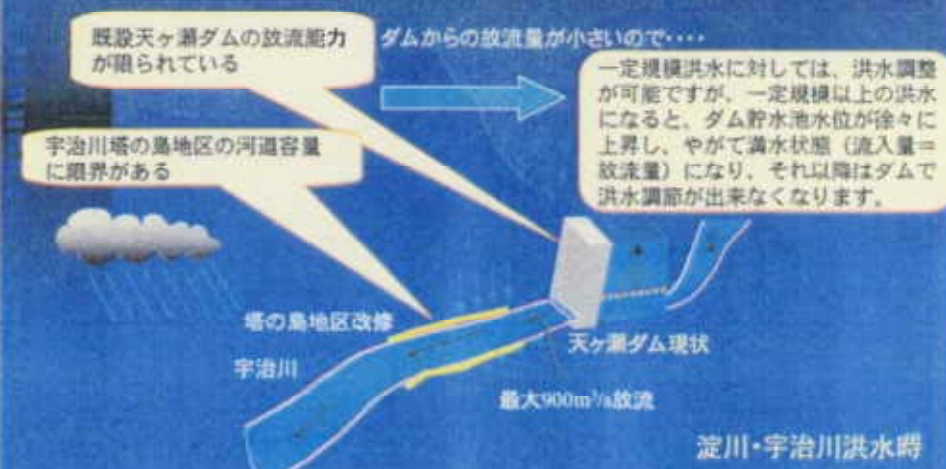 既設天ヶ瀬ダムの放流能力
が限られている
ダムからの放流量が小さいので‥‥
一定規模洪水に対しては、洪水調整
が可能ですが、一定規模以上の洪水
になると、ダム貯水池水位が徐々に
上昇し、やがて満水状態（流入量＝
放流量）になり、それ以降はダムで
洪水調節が出来なくなります。
宇治川塔の島地区の河道容量
に限界がある
塔の島地区改修
宇治川
天ヶ瀬ダム現状
最大900m³/s放流
淀川・宇治川洪水時